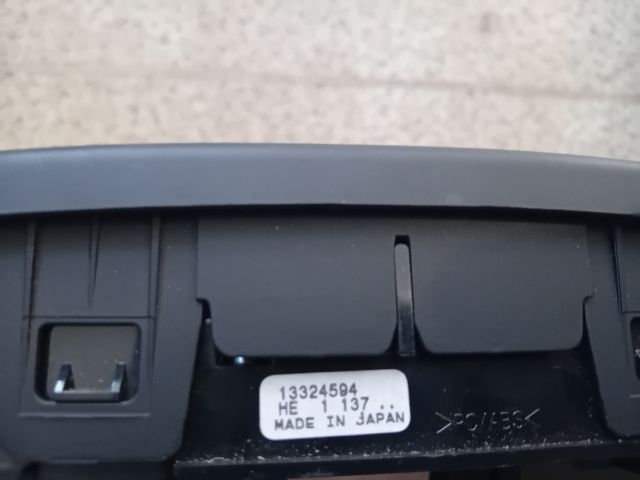 13324594
HE 1 137 ..
MADE IN JAPAN
>PC/ABS<